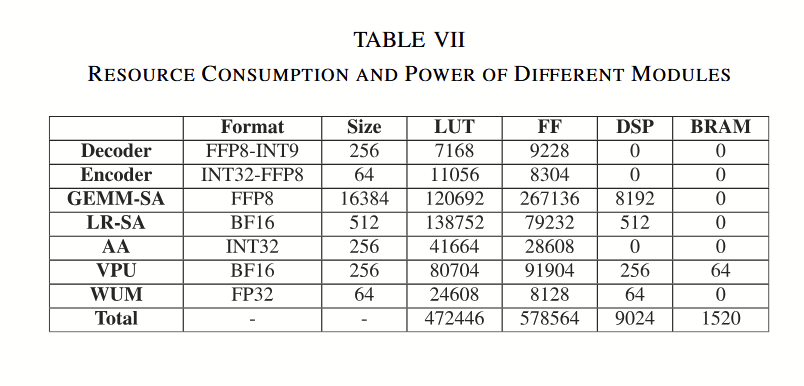 TABLE VII
RESOURCE CONSUMPTION AND POWER OF DIFFERENT MODULES
Format Size LUT FF DSP BRAM
Decoder FFP8-INT9 256 7168 9228 0 0
Encoder INT32-FFP8 64 11056 8304 0 0
GEMM-SA FFP8 16384 120692 267136 8192 0
LR-SA BF16 512 138752 79232 512 0
AA INT32 256 41664 28608 0 0
VPU BF16 256 80704 91904 256 64
WUM FP32 64 24608 8128 64 0
Total - - 472446 578564 9024 1520